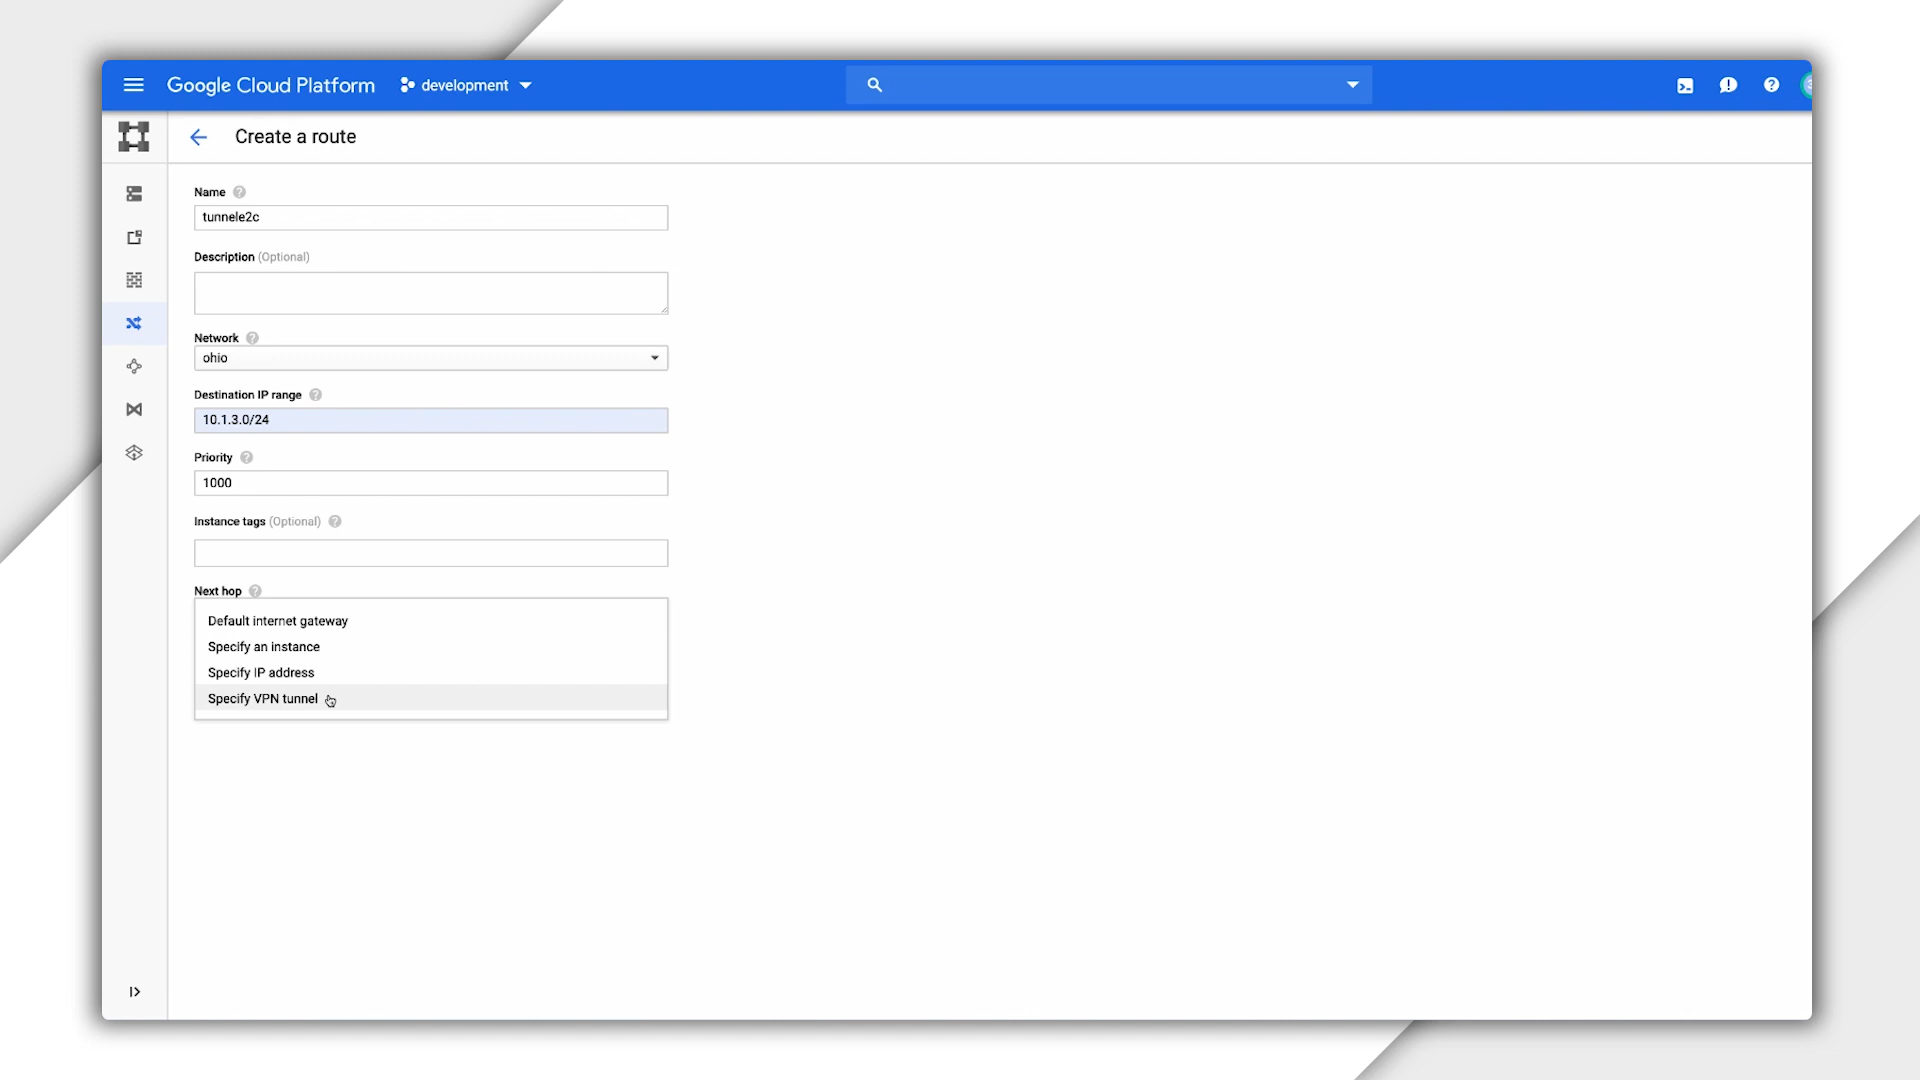 Google Cloud Platform
development
Create a route
Name
tunnele2c
Description (Optional)
Network
ohio
Destination IP range
10.1.3.0/24
Priority
1000
Instance tags (Optional)
Next hop
Default internet gateway
Specify an instance
Specify IP address
Specify VPN tunnel